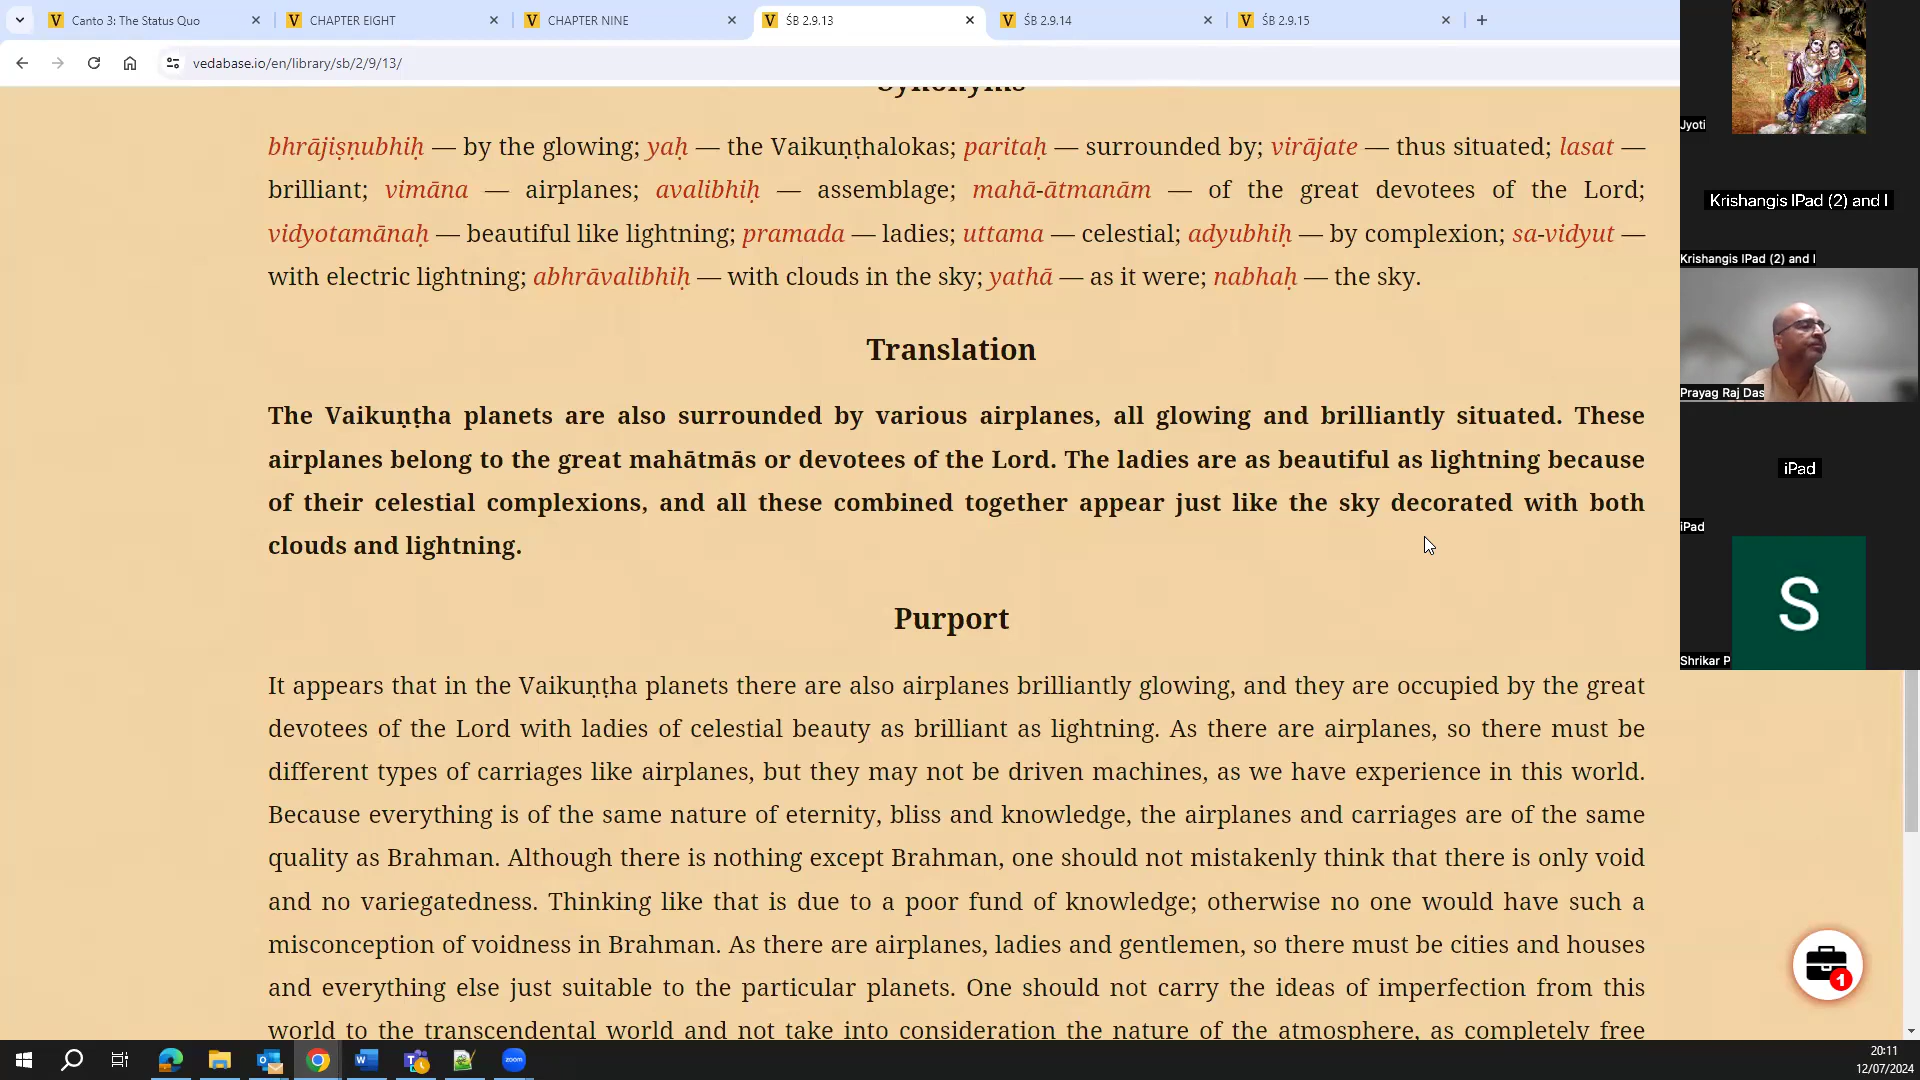 Canto 3: The Status Quo
CHAPTER EIGHT
CHAPTER NINE
ŚB 2.9.13
ŚB 2.9.14
ŚB 2.9.15
vedabase.io/en/library/sb/2/9/13/
Synonyms
bhrājiṣṇubhiḥ — by the glowing; yaḥ — the Vaikuṇṭhalokas; paritaḥ — surrounded by; virājate — thus situated; lasat —
brilliant; vimāna — airplanes; avalibhiḥ — assemblage; mahā-ātmanām — of the great devotees of the Lord;
vidyotamānaḥ — beautiful like lightning; pramada — ladies; uttama — celestial; adyubhiḥ — by complexion; sa-vidyut —
with electric lightning; abhrāvalibhiḥ — with clouds in the sky; yathā — as it were; nabhaḥ — the sky.
Translation
The Vaikuṇṭha planets are also surrounded by various airplanes, all glowing and brilliantly situated. These
airplanes belong to the great mahātmās or devotees of the Lord. The ladies are as beautiful as lightning because
of their celestial complexions, and all these combined together appear just like the sky decorated with both
clouds and lightning.
Purport
It appears that in the Vaikuṇṭha planets there are also airplanes brilliantly glowing, and they are occupied by the great
devotees of the Lord with ladies of celestial beauty as brilliant as lightning. As there are airplanes, so there must be
different types of carriages like airplanes, but they may not be driven machines, as we have experience in this world.
Because everything is of the same nature of eternity, bliss and knowledge, the airplanes and carriages are of the same
quality as Brahman. Although there is nothing except Brahman, one should not mistakenly think that there is only void
and no variegatedness. Thinking like that is due to a poor fund of knowledge; otherwise no one would have such a
misconception of voidness in Brahman. As there are airplanes, ladies and gentlemen, so there must be cities and houses
and everything else just suitable to the particular planets. One should not carry the ideas of imperfection from this
world to the transcendental world and not take into consideration the nature of the atmosphere, as completely free
Jyoti
Krishangis IPad (2) and I
Krishangis IPad (2) and I
Prayag Raj Das
iPad
iPad
S
Shrikar P
1
zoom
20:11
12/07/2024